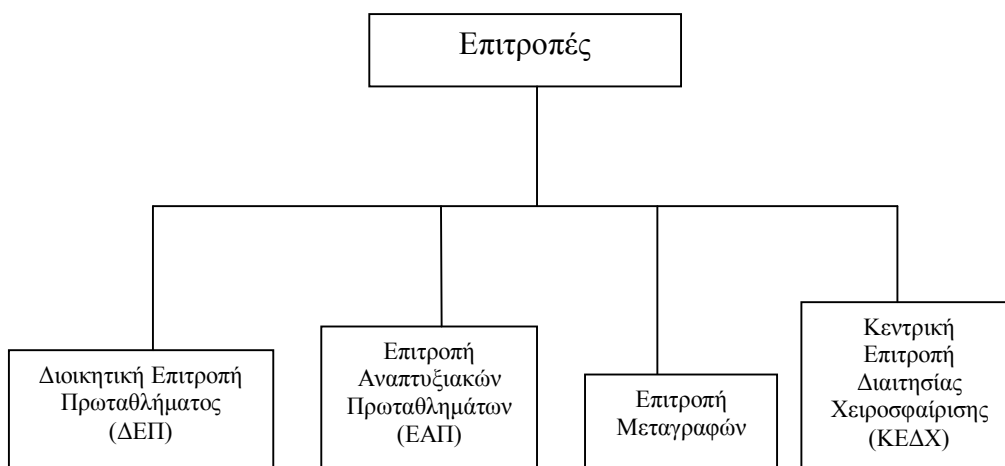 Επιτροπές
Διοικητική Επιτροπή
Πρωταθλήματος
(ΔΕΠ)
Επιτροπή
Αναπτυξιακών
Πρωταθλημάτων
(ΕΑΠ)
Επιτροπή
Μεταγραφών
Κεντρική
Επιτροπή
Διαιτησίας
Χειροσφαίρισης
(ΚΕΔΧ)